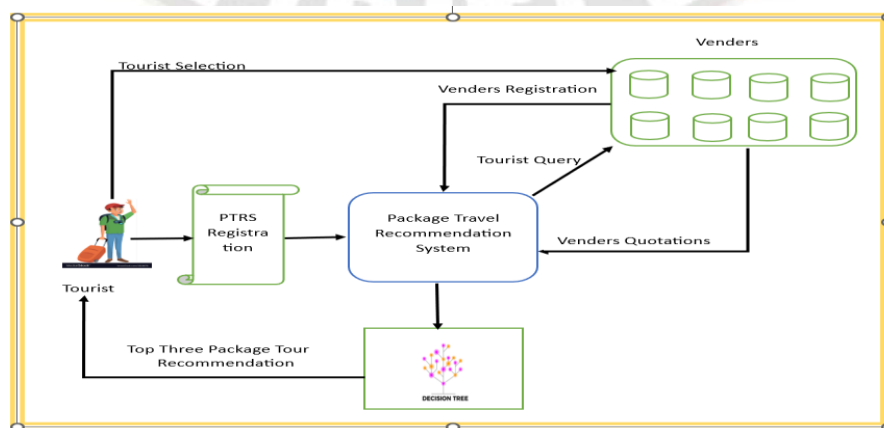 Venders
Tourist Selection
Venders Registration
Tourist Query
PTRS
Registra
tion
Package Travel
Recommendation
System
Venders Quotations
Tourist
Top Three Package Tour
Recommendation
DECISION TREE